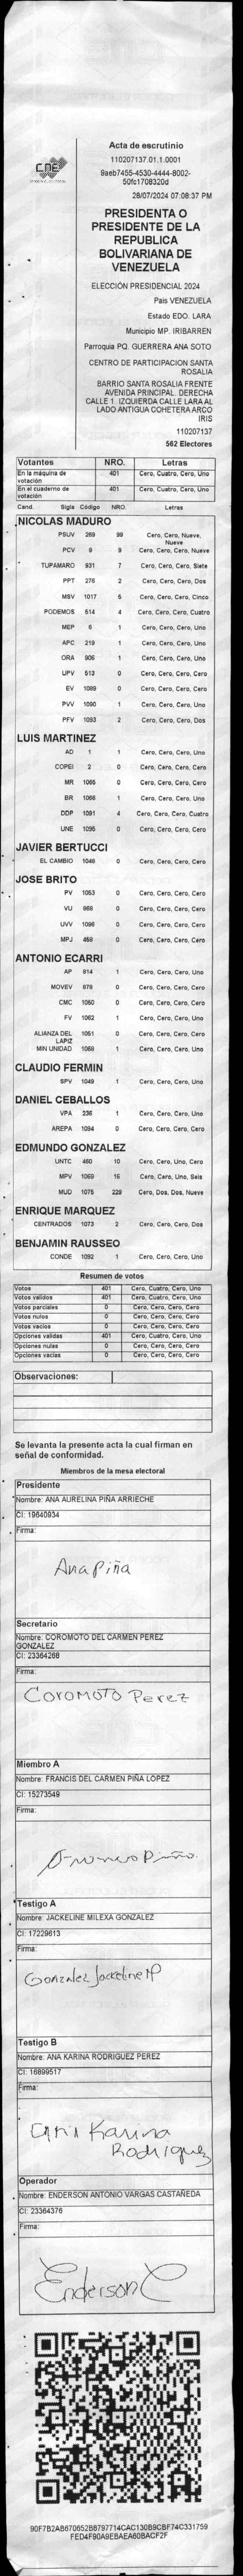 CNE
Acta de escrutinio
110207137.01.1.0001
9aeb7455-4530-4444-8002-
50fc1708320d
28/07/2024 07:08:37 PM
PRESIDENTA O
PRESIDENTE DE LA
REPUBLICA
BOLIVARIANA DE
VENEZUELA
ELECCIÓN PRESIDENCIAL 2024
Pais VENEZUELA
Estado EDO. LARA
Municipio MP. IRIBARREN
Parroquia PQ. GUERRERA ANA SOTO
CENTRO DE PARTICIPACION SANTA
ROSALIA
BARRIO SANTA ROSALIA FRENTE
AVENIDA PRINCIPAL. DERECHA
CALLE 1. IZQUIERDA CALLE LARA AL
LADO ANTIGUA COHETERA ARCO
IRIS
110207137
562 Electores
Votantes NRO. Letras
En la máquina de votación 401 Cero, Cuatro, Cero, Uno
En el cuaderno de votación 401 Cero, Cuatro, Cero, Uno
Cand. Sigla Código NRO. Letras
NICOLAS MADURO
PSUV 269 99 Cero, Cero, Nueve, Nueve
PCV 9 9 Cero, Cero, Cero, Nueve
TUPAMARO 931 7 Cero, Cero, Cero, Siete
PPT 276 2 Cero, Cero, Cero, Dos
MSV 1017 5 Cero, Cero, Cero, Cinco
PODEMOS 514 4 Cero, Cero, Cero, Cuatro
MEP 6 1 Cero, Cero, Cero, Uno
APC 219 1 Cero, Cero, Cero, Uno
ORA 906 1 Cero, Cero, Cero, Uno
UPV 513 0 Cero, Cero, Cero, Cero
EV 1089 0 Cero, Cero, Cero, Cero
PVV 1090 1 Cero, Cero, Cero, Uno
PFV 1093 2 Cero, Cero, Cero, Dos
LUIS MARTINEZ
AD 1 1 Cero, Cero, Cero, Uno
COPEI 2 0 Cero, Cero, Cero, Cero
MR 1065 0 Cero, Cero, Cero, Cero
BR 1066 1 Cero, Cero, Cero, Uno
DDP 1091 4 Cero, Cero, Cero, Cuatro
UNE 1095 0 Cero, Cero, Cero, Cero
JAVIER BERTUCCI
EL CAMBIO 1046 0 Cero, Cero, Cero, Cero
JOSE BRITO
PV 1053 0 Cero, Cero, Cero, Cero
VU 968 0 Cero, Cero, Cero, Cero
UVV 1096 0 Cero, Cero, Cero, Cero
MPJ 458 0 Cero, Cero, Cero, Cero
ANTONIO ECARRI
AP 814 1 Cero, Cero, Cero, Uno
MOVEV 878 0 Cero, Cero, Cero, Cero
CMC 1050 0 Cero, Cero, Cero, Cero
FV 1062 1 Cero, Cero, Cero, Uno
ALIANZA DEL LAPIZ 1051 0 Cero, Cero, Cero, Cero
MIN UNIDAD 1058 1 Cero, Cero, Cero, Uno
CLAUDIO FERMIN
SPV 1049 1 Cero, Cero, Cero, Uno
DANIEL CEBALLOS
VPA 236 1 Cero, Cero, Cero, Uno
AREPA 1094 0 Cero, Cero, Cero, Cero
EDMUNDO GONZALEZ
UNTC 460 10 Cero, Cero, Uno, Cero
MPV 1069 16 Cero, Cero, Uno, Seis
MUD 1075 229 Cero, Dos, Dos, Nueve
ENRIQUE MARQUEZ
CENTRADOS 1073 2 Cero, Cero, Cero, Dos
BENJAMIN RAUSSEO
CONDE 1092 1 Cero, Cero, Cero, Uno
Resumen de votos
Votos 401 Cero, Cuatro, Cero, Uno
Votos validos 401 Cero, Cuatro, Cero, Uno
Votos parciales 0 Cero, Cero, Cero, Cero
Votos nulos 0 Cero, Cero, Cero, Cero
Votos vacios 0 Cero, Cero, Cero, Cero
Opciones validas 401 Cero, Cuatro, Cero, Uno
Opciones nulas 0 Cero, Cero, Cero, Cero
Opciones vacias 0 Cero, Cero, Cero, Cero
Observaciones:
Se levanta la presente acta la cual firman en
señal de conformidad.
Miembros de la mesa electoral
Presidente
Nombre: ANA AURELINA PIÑA ARRIECHE
CI: 19640934
Firma:
Ana Piña
Secretario
Nombre: COROMOTO DEL CARMEN PEREZ
GONZALEZ
CI: 23364268
Firma:
Coromoto Perez
Miembro A
Nombre: FRANCIS DEL CARMEN PIÑA LOPEZ
CI: 15273549
Firma:
Testigo A
Nombre: JACKELINE MILEXA GONZALEZ
CI: 17229613
Firma:
Gonzalez Jackeline M
Testigo B
Nombre: ANA KARINA RODRIGUEZ PEREZ
CI: 16899517
Firma:
Ana Karina
Rodriguez
Operador
Nombre: ENDERSON ANTONIO VARGAS CASTAÑEDA
CI: 23364376
Firma:
Enderson C
90F7B2AB670652B8797714CAC130B9CBF74C331759
FED4F90A9EBAEA60BACF2F